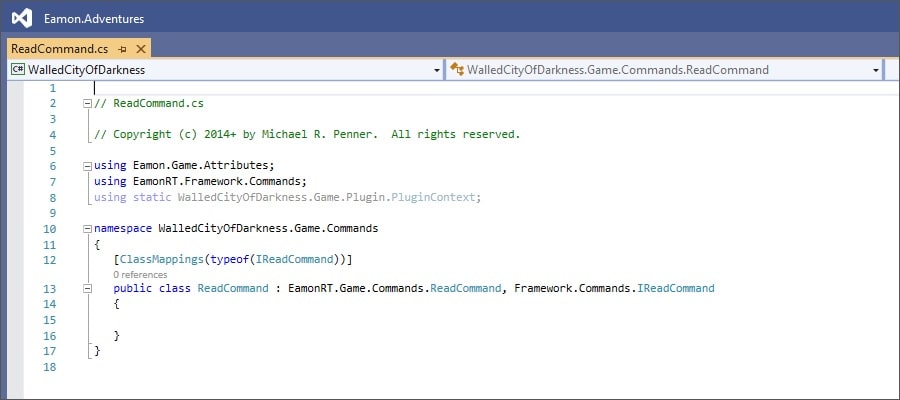 Eamon.Adventures
ReadCommand.cs
C# WalledCityOfDarkness WalledCityOfDarkness.Game.Commands.ReadCommand
1
2 // ReadCommand.cs
3
4 // Copyright (c) 2014+ by Michael R. Penner.  All rights reserved.
5
6 using Eamon.Game.Attributes;
7 using EamonRT.Framework.Commands;
8 using static WalledCityOfDarkness.Game.Plugin.PluginContext;
9
10 namespace WalledCityOfDarkness.Game.Commands
11 {
12 [ClassMappings(typeof(IReadCommand))]
0 references
13 public class ReadCommand : EamonRT.Game.Commands.ReadCommand, Framework.Commands.IReadCommand
14 {
15
16 }
17 }
18